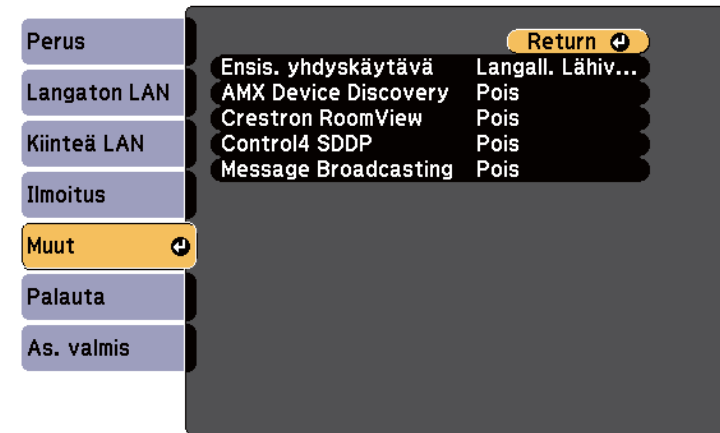 Perus
Langaton LAN
Kiinteä LAN
Ilmoitus
Muut
Palauta
As. valmis
Return
Ensis. yhdyskäytävä Langall. Lähiv...
AMX Device Discovery Pois
Crestron RoomView Pois
Control4 SDDP Pois
Message Broadcasting Pois